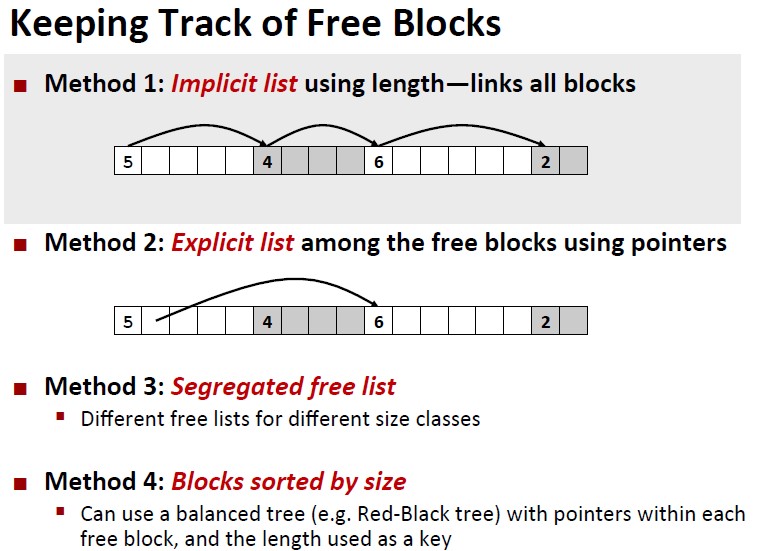 Keeping Track of Free Blocks
■ Method 1: Implicit list using length—links all blocks
5 4 6 2
■ Method 2: Explicit list among the free blocks using pointers
5 4 6 2
■ Method 3: Segregated free list
▪ Different free lists for different size classes
■ Method 4: Blocks sorted by size
▪ Can use a balanced tree (e.g. Red-Black tree) with pointers within each
free block, and the length used as a key